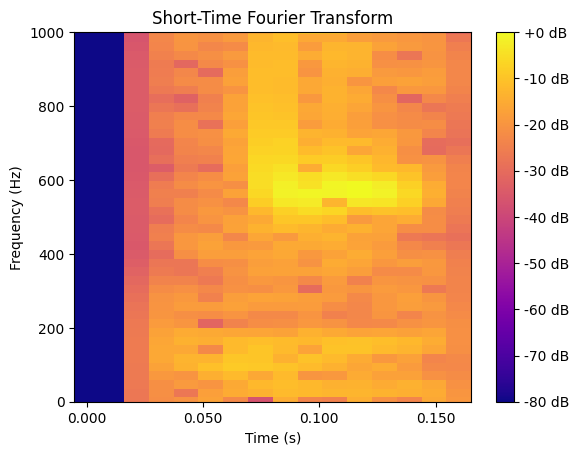 Short-Time Fourier Transform
1000
800
600
400
200
0
Frequency (Hz)
0.000
0.050
0.100
0.150
Time (s)
+0 dB
-10 dB
-20 dB
-30 dB
-40 dB
-50 dB
-60 dB
-70 dB
-80 dB